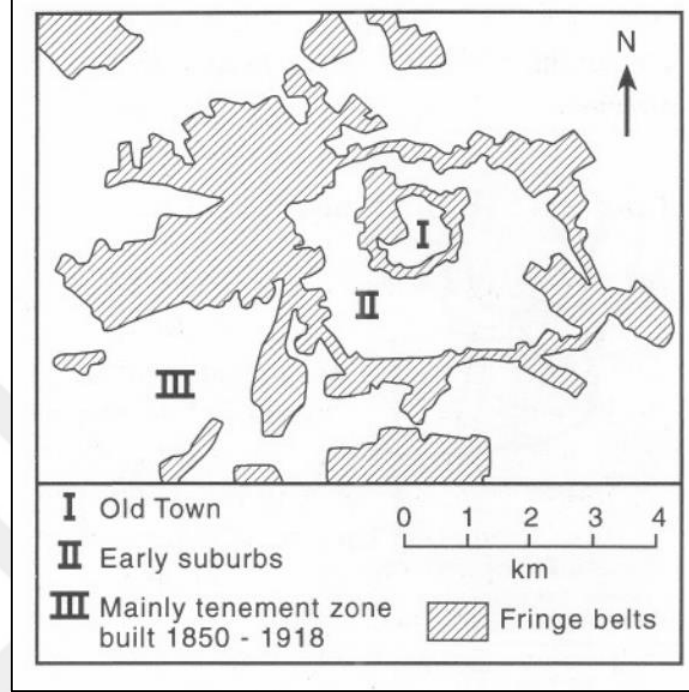 N
I
II
III
I Old Town
II Early suburbs
III Mainly tenement zone
built 1850 - 1918
0 1 2 3 4
km
Fringe belts